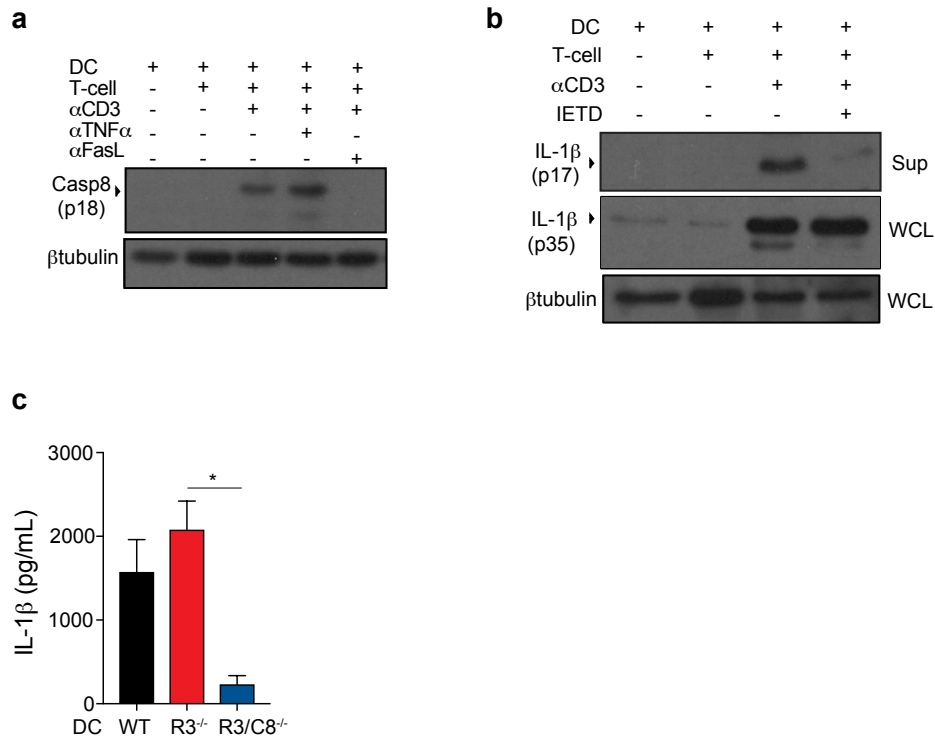 a
DC + + + + +
T-cell - + + + +
αCD3 - - + + +
αTNFα - - - + -
αFasL - - - - +
Casp8
(p18)
βtubulin
b
DC + + + +
T-cell - + + +
αCD3 - - + +
IETD - - - +
IL-1β
(p17)
Sup
IL-1β
(p35)
WCL
βtubulin
WCL
c
IL-1β (pg/mL)
3000
2000
1000
0
*
DC WT R3-/- R3/C8-/-